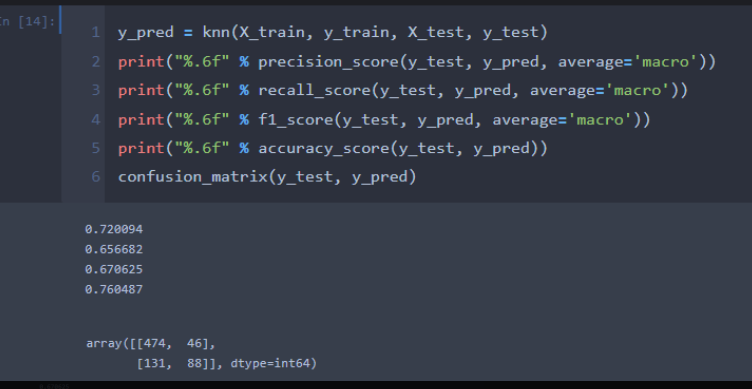 In [14]:
1 y_pred = knn(X_train, y_train, X_test, y_test)
2 print("%.6f" % precision_score(y_test, y_pred, average='macro'))
3 print("%.6f" % recall_score(y_test, y_pred, average='macro'))
4 print("%.6f" % f1_score(y_test, y_pred, average='macro'))
5 print("%.6f" % accuracy_score(y_test, y_pred))
6 confusion_matrix(y_test, y_pred)
0.720094
0.656682
0.670625
0.760487
array([[474,  46],
       [131,  88]], dtype=int64)